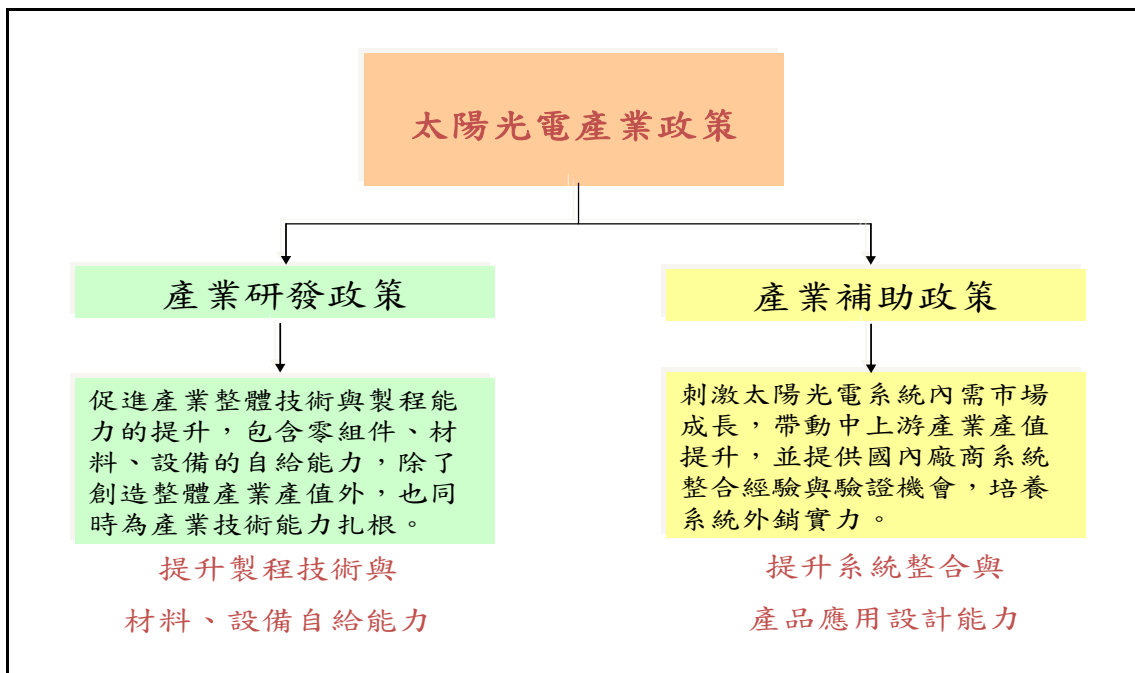 太陽光電產業政策
產業研發政策
促進產業整體技術與製程能
力的提升，包含零組件、材
料、設備的自給能力，除了
創造整體產業產值外，也同
時為產業技術能力扎根。
提升製程技術與
材料、設備自給能力
產業補助政策
刺激太陽光電系統內需市場
成長，帶動中上游產業產值
提升，並提供國內廠商系統
整合經驗與驗證機會，培養
系統外銷實力。
提升系統整合與
產品應用設計能力